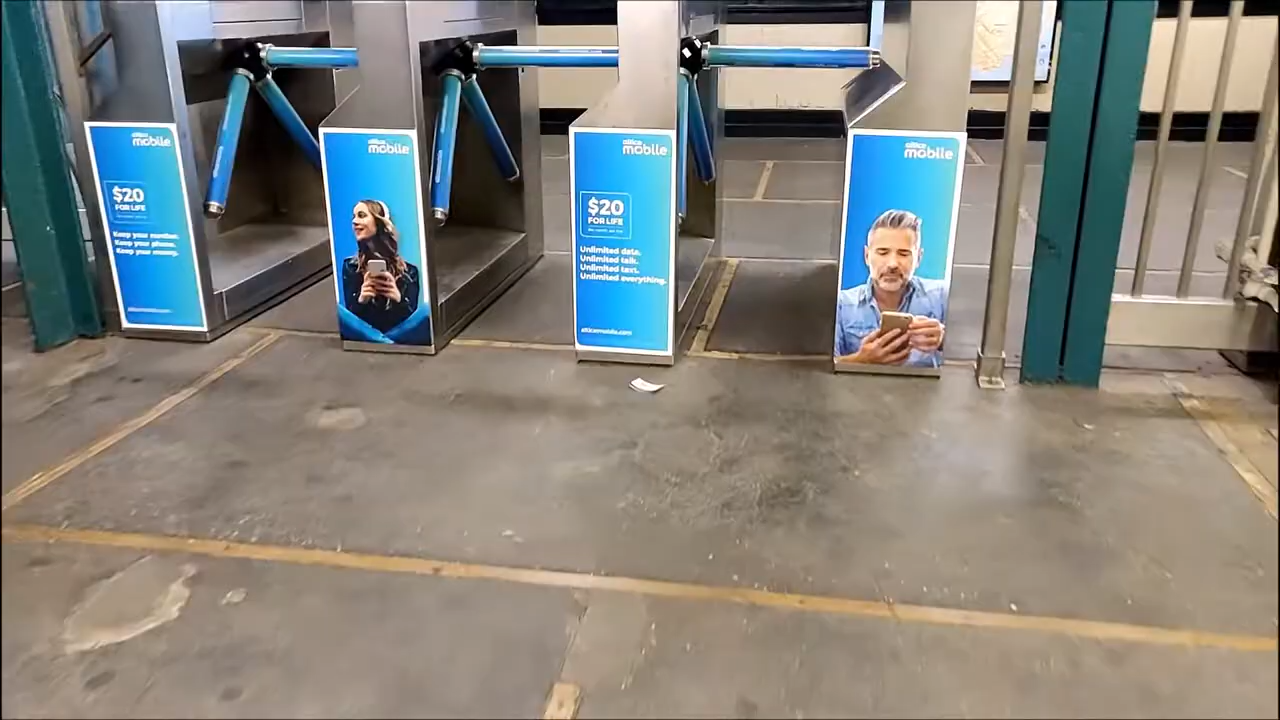 altice
mobile
$20
FOR LIFE
Keep your number.
Keep your phone.
Keep your money.
altice
mobile
altice
mobile
$20
FOR LIFE
Unlimited data.
Unlimited talk.
Unlimited text.
Unlimited everything.
alticemobile.com
altice
mobile